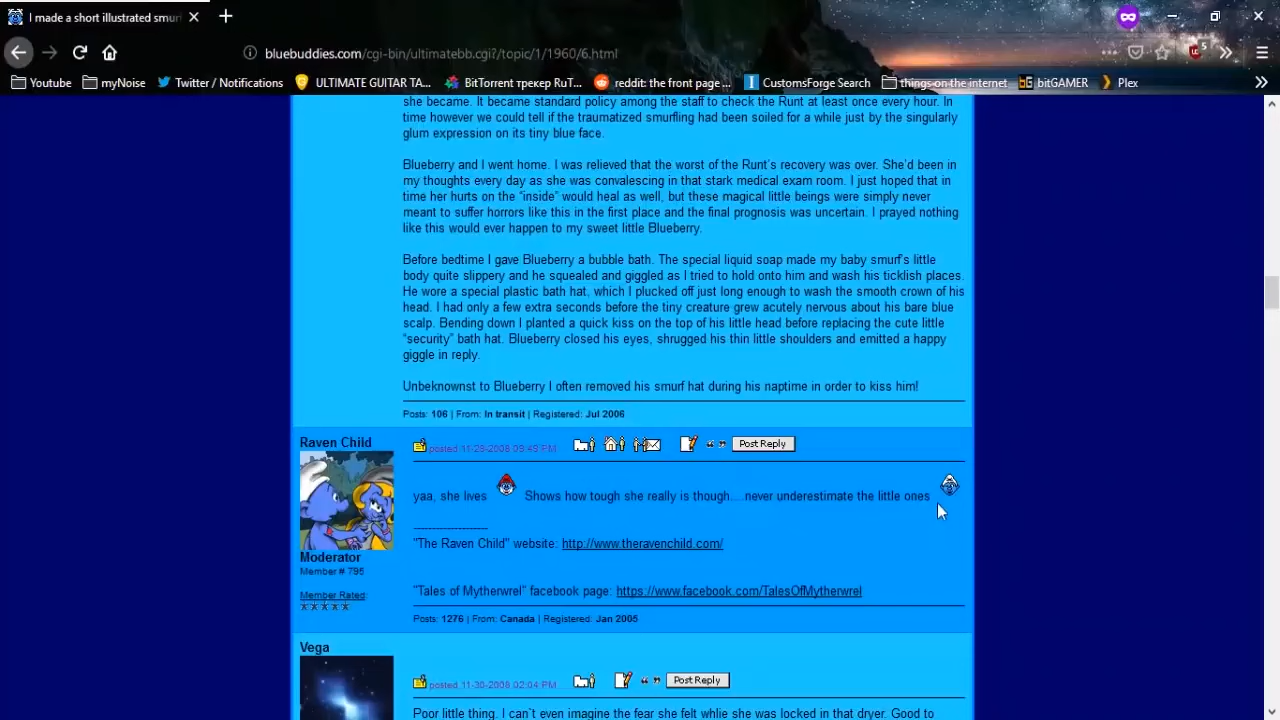 I made a short illustrated smurf
bluebuddies.com/cgi-bin/ultimatebb.cgi?/topic/1/1960/6.html
5
Youtube
myNoise
Twitter / Notifications
ULTIMATE GUITAR TA...
BitTorrent трекер RuT...
reddit: the front page ...
CustomsForge Search
things-on the internet
bitGAMER
Plex
she became. It became standard policy among the staff to check the Runt at least once every hour. In
time however we could tell if the traumatized smurfling had been soiled for a while just by the singularly
glum expression on its tiny blue face.
Blueberry and I went home. I was relieved that the worst of the Runt's recovery was over. She'd been in
my thoughts every day as she was convalescing in that stark medical exam room. I just hoped that in
time her hurts on the "inside" would heal as well, but these magical little beings were simply never
meant to suffer horrors like this in the first place and the final prognosis was uncertain. I prayed nothing
like this would ever happen to my sweet little Blueberry.
Before bedtime I gave Blueberry a bubble bath. The special liquid soap made my baby smurf's little
body quite slippery and he squealed and giggled as I tried to hold onto him and wash his ticklish places.
He wore a special plastic bath hat, which I plucked off just long enough to wash the smooth crown of his
head. I had only a few extra seconds before the tiny creature grew acutely nervous about his bare blue
scalp. Bending down I planted a quick kiss on the top of his little head before replacing the cute little
"security" bath hat. Blueberry closed his eyes, shrugged his thin little shoulders and emitted a happy
giggle in reply.
Unbeknownst to Blueberry I often removed his smurf hat during his naptime in order to kiss him!
Posts: 106 | From: In transit | Registered: Jul 2006
Raven Child
posted 11-29-2008 09:49 PM
Post Reply
yaa, she lives Shows how tough she really is though....never underestimate the little ones
--------------------
"The Raven Child" website: http://www.theravenchild.com/
Moderator
Member # 795
"Tales of Mytherwrel" facebook page: https://www.facebook.com/TalesOfMytherwrel
Member Rated:
Posts: 1276 | From: Canada | Registered: Jan 2005
Vega
posted 11-30-2008 02:04 PM
Post Reply
Poor little thing. I can`t even imagine the fear she felt whlie she was locked in that dryer. Good to